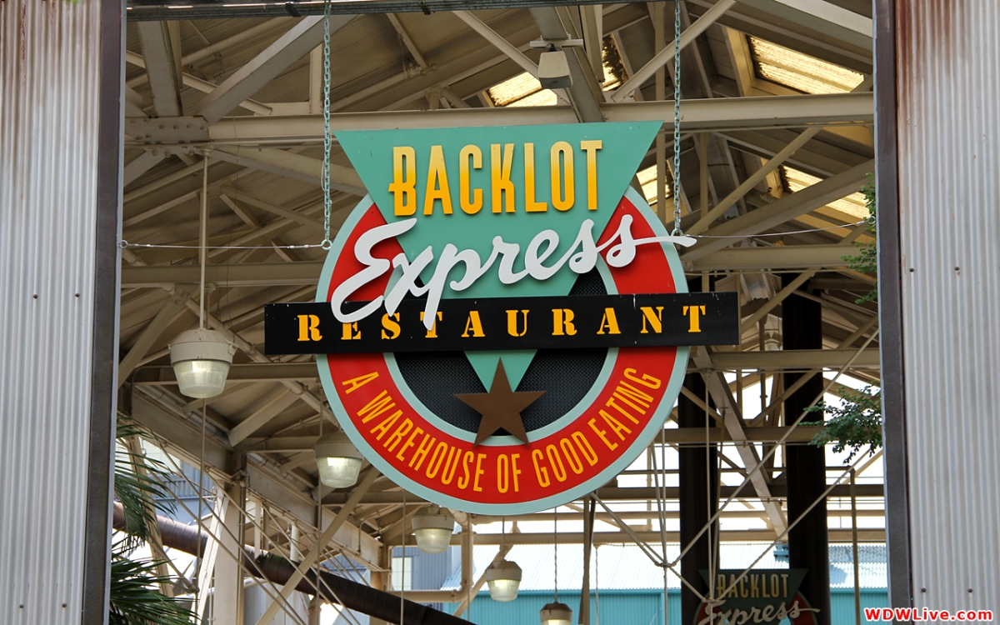 BACKLOT
Express
RESTAURANT
A WAREHOUSE OF GOOD EATING
BACKLOT
Express
WDWLive.com